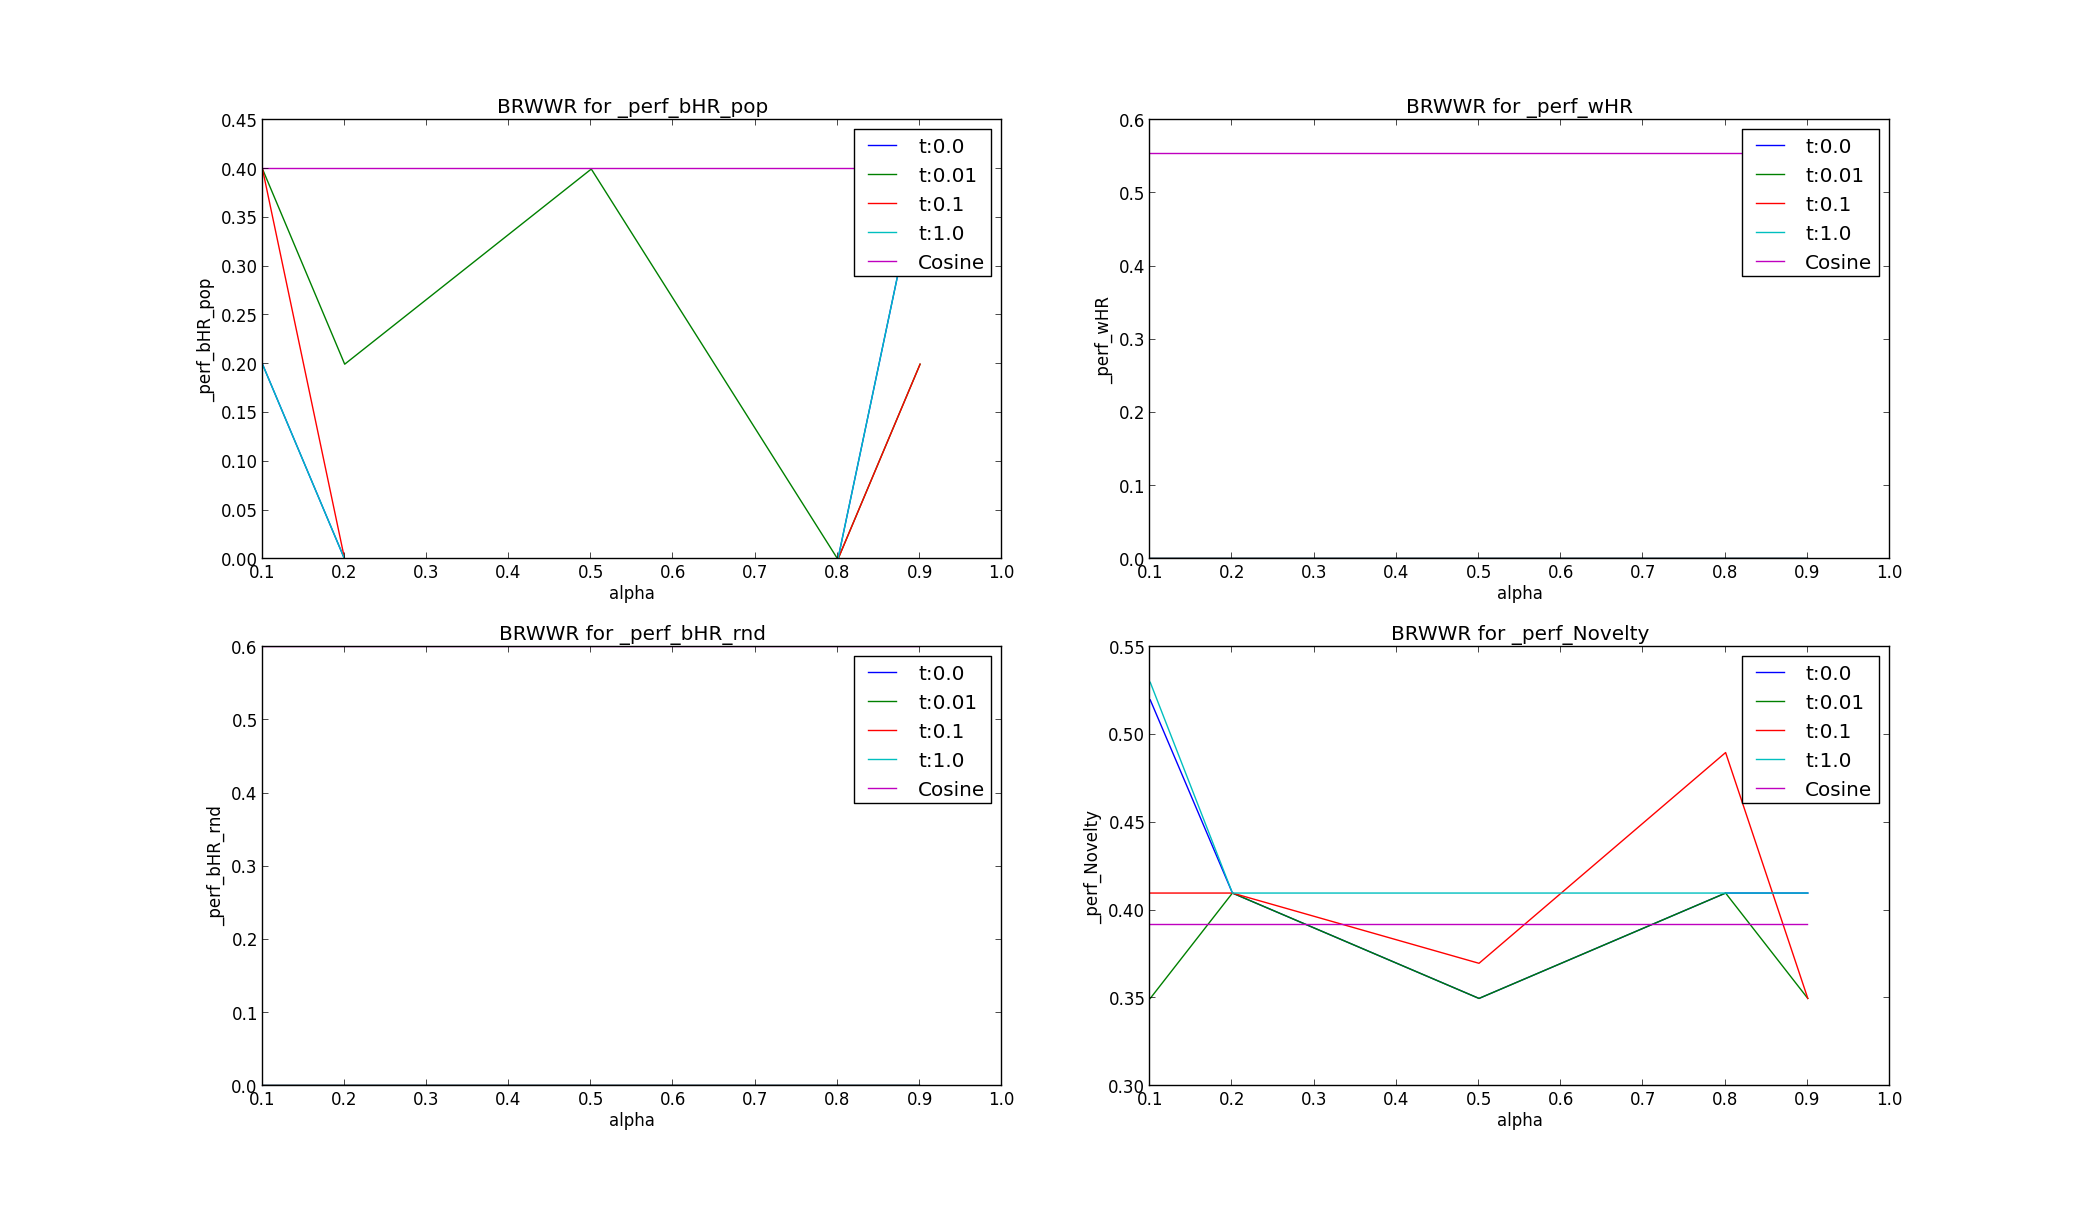 BRWWR for _perf_bHR_pop
0.45
0.40
0.35
0.30
0.25
0.20
0.15
0.10
0.05
0.00
_perf_bHR_pop
0.1 0.2 0.3 0.4 0.5 0.6 0.7 0.8 0.9 1.0
alpha
t:0.0
t:0.01
t:0.1
t:1.0
Cosine
BRWWR for _perf_wHR
0.6
0.5
0.4
0.3
0.2
0.1
0.0
_perf_wHR
0.1 0.2 0.3 0.4 0.5 0.6 0.7 0.8 0.9 1.0
alpha
t:0.0
t:0.01
t:0.1
t:1.0
Cosine
BRWWR for _perf_bHR_rnd
0.6
0.5
0.4
0.3
0.2
0.1
0.0
_perf_bHR_rnd
0.1 0.2 0.3 0.4 0.5 0.6 0.7 0.8 0.9 1.0
alpha
t:0.0
t:0.01
t:0.1
t:1.0
Cosine
BRWWR for _perf_Novelty
0.55
0.50
0.45
0.40
0.35
0.30
_perf_Novelty
0.1 0.2 0.3 0.4 0.5 0.6 0.7 0.8 0.9 1.0
alpha
t:0.0
t:0.01
t:0.1
t:1.0
Cosine